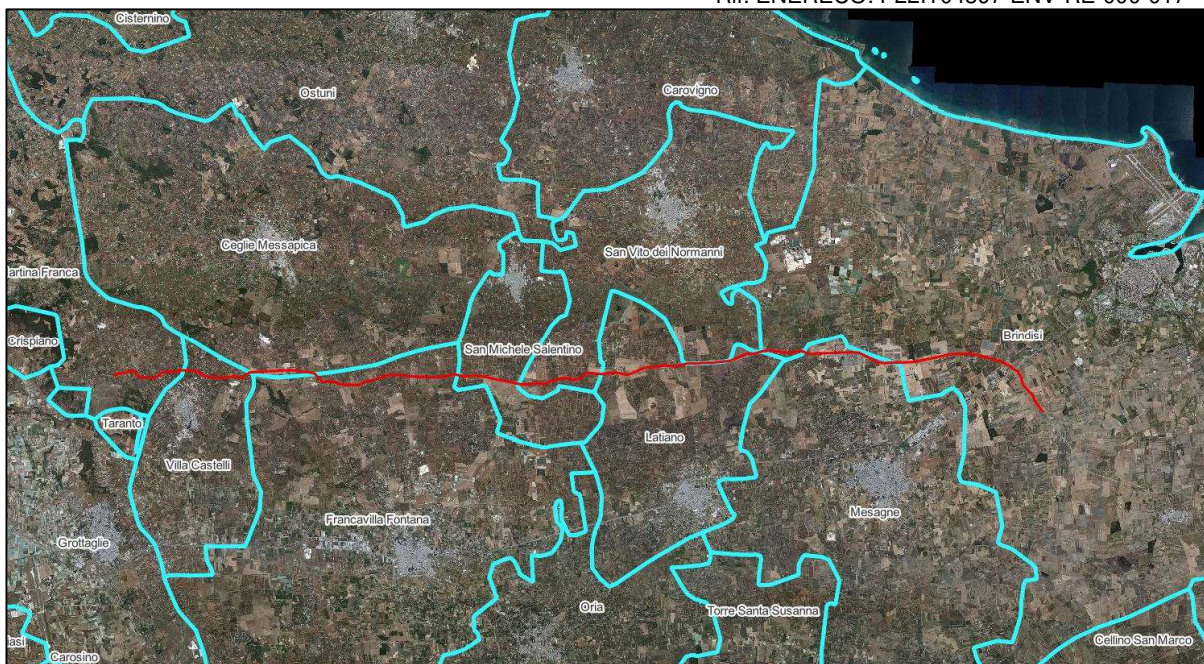 Cisternino
Ostuni
Carovigno
Ceglie Messapica
San Vito dei Normanni
artina Franca
Brindisi
Crispiano
San Michele Salentino
Taranto
Latiano
Villa Castelli
Mesagne
Francavilla Fontana
Grottaglie
Oria
Torre Santa Susanna
Cellino San Marco
Carosino